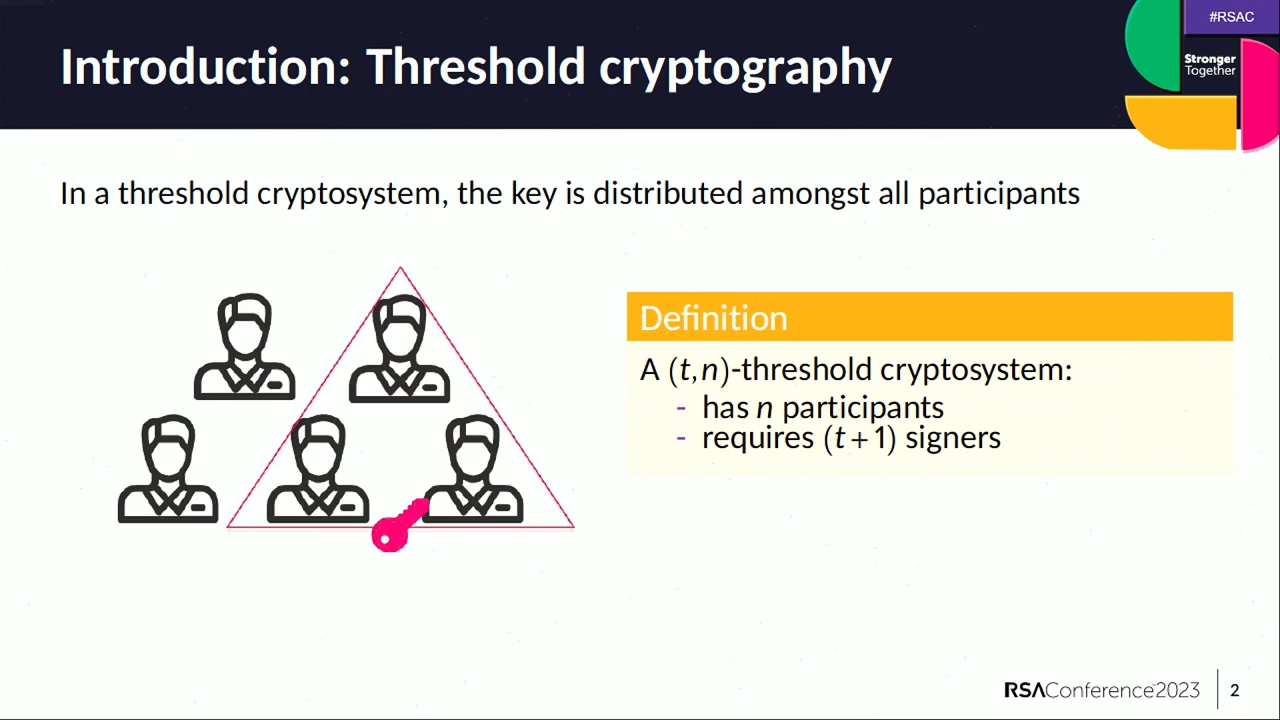 #RSAC
Introduction: Threshold cryptography
Stronger
Together
In a threshold cryptosystem, the key is distributed amongst all participants
Definition
A (t,n)-threshold cryptosystem:
- has n participants
- requires (t+1) signers
RSAConference2023
2